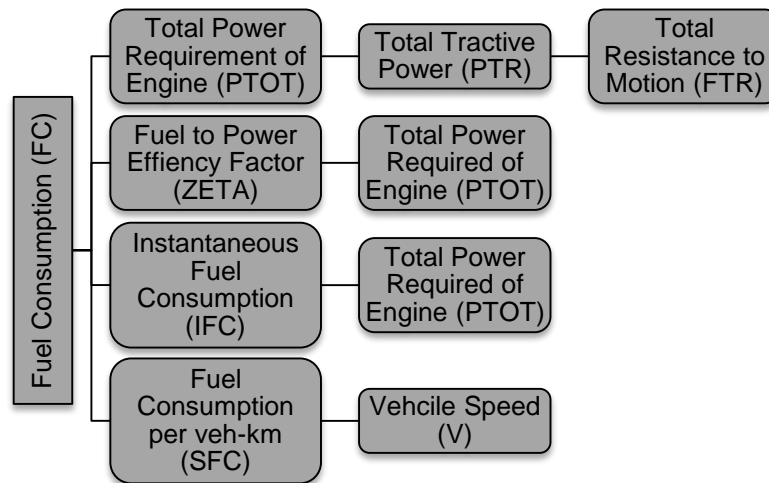 Fuel Consumption (FC)
Total Power
Requirement of
Engine (PTOT)
Total Tractive
Power (PTR)
Total
Resistance to
Motion (FTR)
Fuel to Power
Effiency Factor
(ZETA)
Total Power
Required of
Engine (PTOT)
Instantaneous
Fuel
Consumption
(IFC)
Total Power
Required of
Engine (PTOT)
Fuel
Consumption
per veh-km
(SFC)
Vehcile Speed
(V)